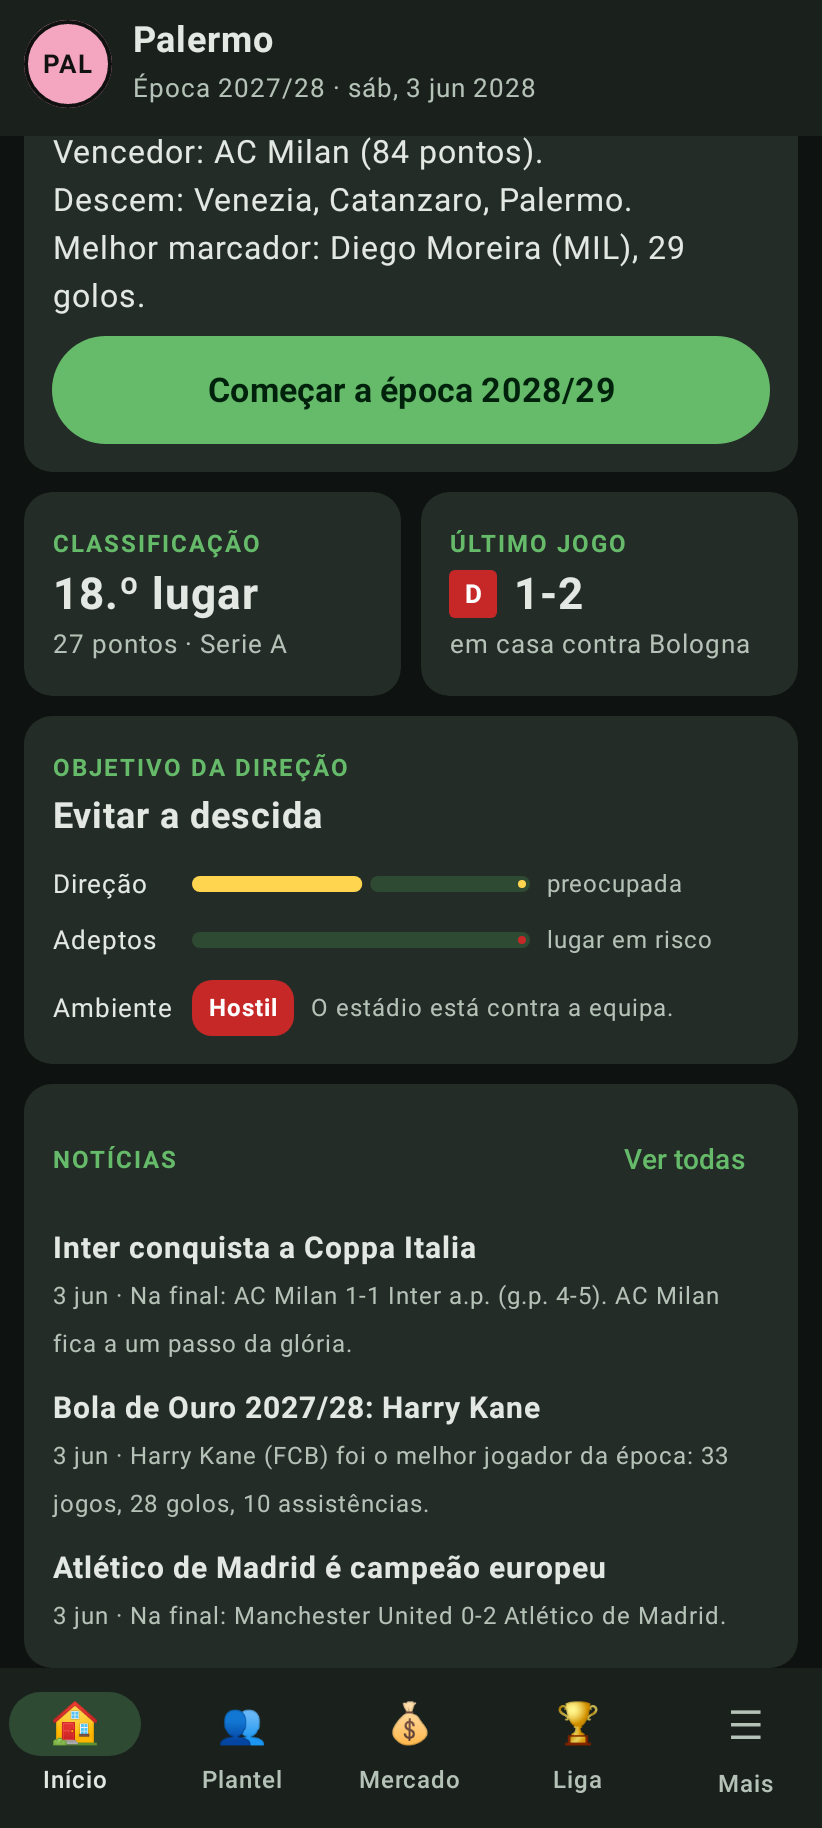 PAL
Palermo
Época 2027/28 · sáb, 3 jun 2028
Vencedor: AC Milan (84 pontos).
Descem: Venezia, Catanzaro, Palermo.
Melhor marcador: Diego Moreira (MIL), 29
golos.
Começar a época 2028/29
CLASSIFICAÇÃO
18.º lugar
27 pontos · Serie A
ÚLTIMO JOGO
D 1-2
em casa contra Bologna
OBJETIVO DA DIREÇÃO
Evitar a descida
Direção preocupada
Adeptos lugar em risco
Ambiente Hostil O estádio está contra a equipa.
NOTÍCIAS Ver todas
Inter conquista a Coppa Italia
3 jun · Na final: AC Milan 1-1 Inter a.p. (g.p. 4-5). AC Milan
fica a um passo da glória.
Bola de Ouro 2027/28: Harry Kane
3 jun · Harry Kane (FCB) foi o melhor jogador da época: 33
jogos, 28 golos, 10 assistências.
Atlético de Madrid é campeão europeu
3 jun · Na final: Manchester United 0-2 Atlético de Madrid.
Início Plantel Mercado Liga Mais